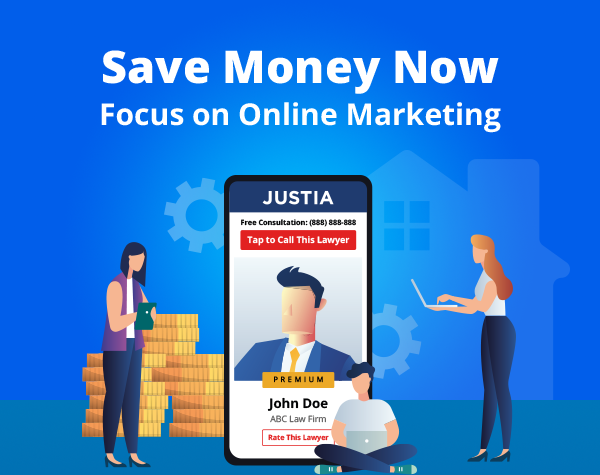 Save Money Now
Focus on Online Marketing
JUSTIA
Free Consultation: (888) 888-888
Tap to Call This Lawyer
PREMIUM
John Doe
ABC Law Firm
Rate This Lawyer